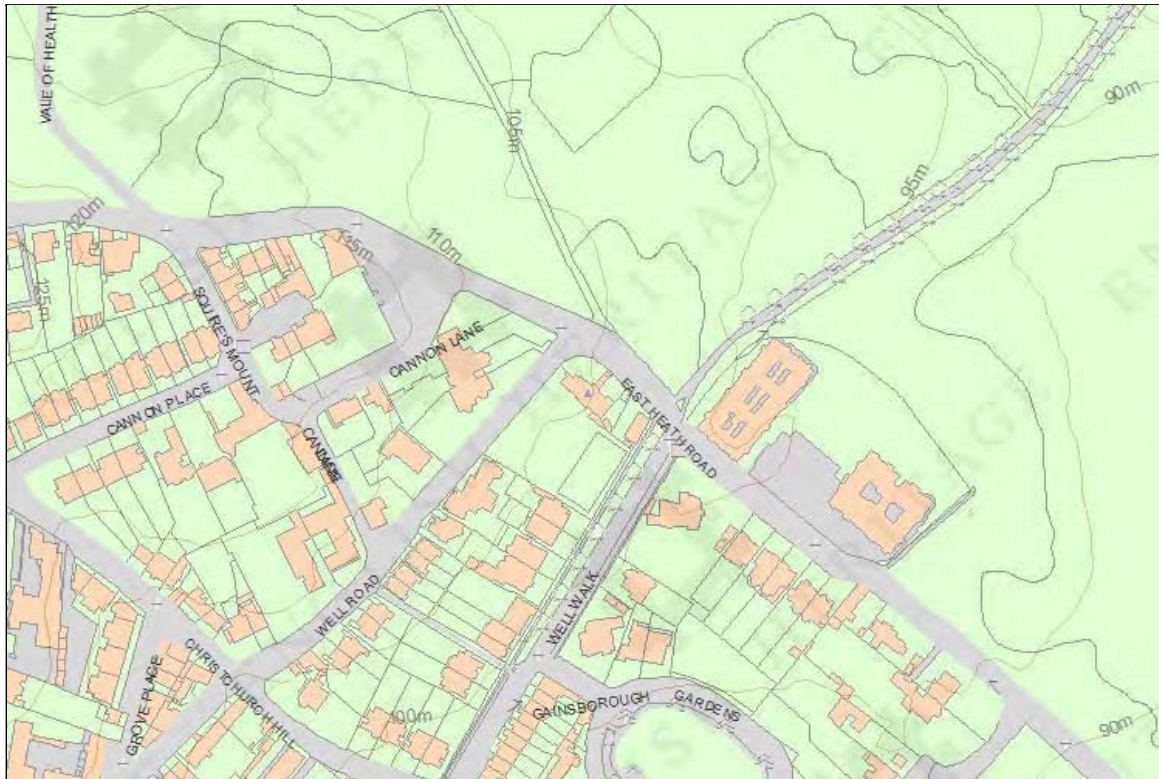 VALE OF HEALTH
105m
90m
95m
120m
110m
115m
125m
SQUIRE'S MOUNT
CANNON LANE
CANNON PLACE
EAST HEATH ROAD
WELL ROAD
WELL WALK
CHRISTCHURCH HILL
GROVE PLACE
GAINSBOROUGH GARDENS
100m
90m